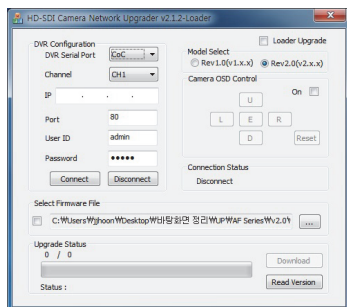 HD-SDI Camera Network Upgrader v2.1.2-Loader
DVR Configuration
DVR Serial Port CoC
Channel CH1
IP . . .
Port 80
User ID admin
Password •••••
Connect Disconnect
Loader Upgrade
Model Select
Rev1.0(v1.x.x) Rev2.0(v2.x.x)
Camera OSD Control
On
U
L E R
D Reset
Connection Status
Disconnect
Select Firmware File
C:₩Users₩jjhoon₩Desktop₩바탕화면 정리₩UP₩AF Series₩v2.0₩ ...
Upgrade Status
0 / 0
Download
Status :
Read Version